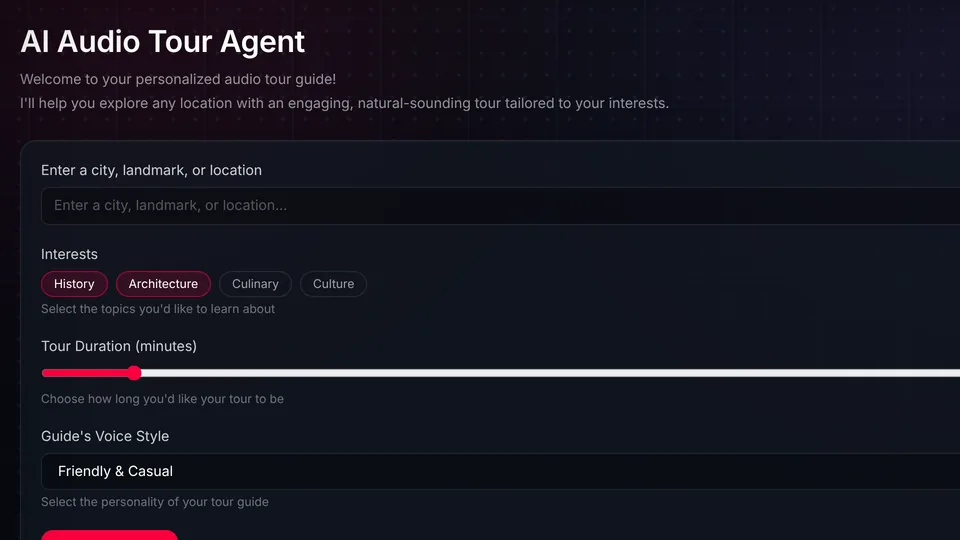 AI Audio Tour Agent
Welcome to your personalized audio tour guide!
I'll help you explore any location with an engaging, natural-sounding tour tailored to your interests.
Enter a city, landmark, or location
Enter a city, landmark, or location...
Interests
History Architecture Culinary Culture
Select the topics you'd like to learn about
Tour Duration (minutes)
Choose how long you'd like your tour to be
Guide's Voice Style
Friendly & Casual
Select the personality of your tour guide